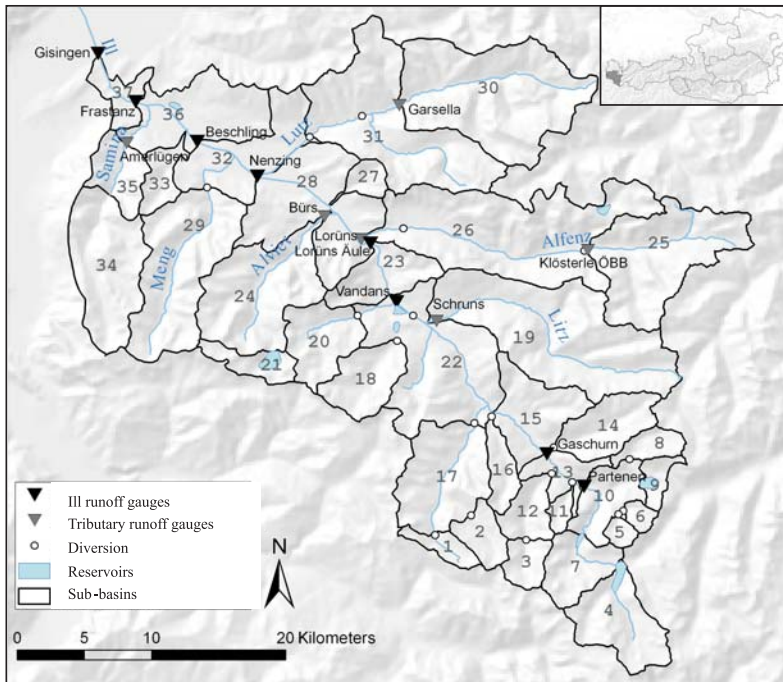 Gisingen
Ill
37
Frastanz
36
Samina
Amerlügen
Beschling
Lutz
Garsella
30
31
35
33
32
Nenzing
28
27
29
Bürs
34
Meng
Alvier
Lorüns
Lorüns Äule
26
Alfenz
25
Klösterle ÖBB
23
24
Vandans
Schruns
Lirz
19
20
21
18
22
15
14
Gaschurn
8
17
16
13
Partenen
9
10
12
11
6
5
2
1
3
7
4
Ill runoff gauges
Tributary runoff gauges
Diversion
Reservoirs
Sub-basins
N
0 5 10 20 Kilometers